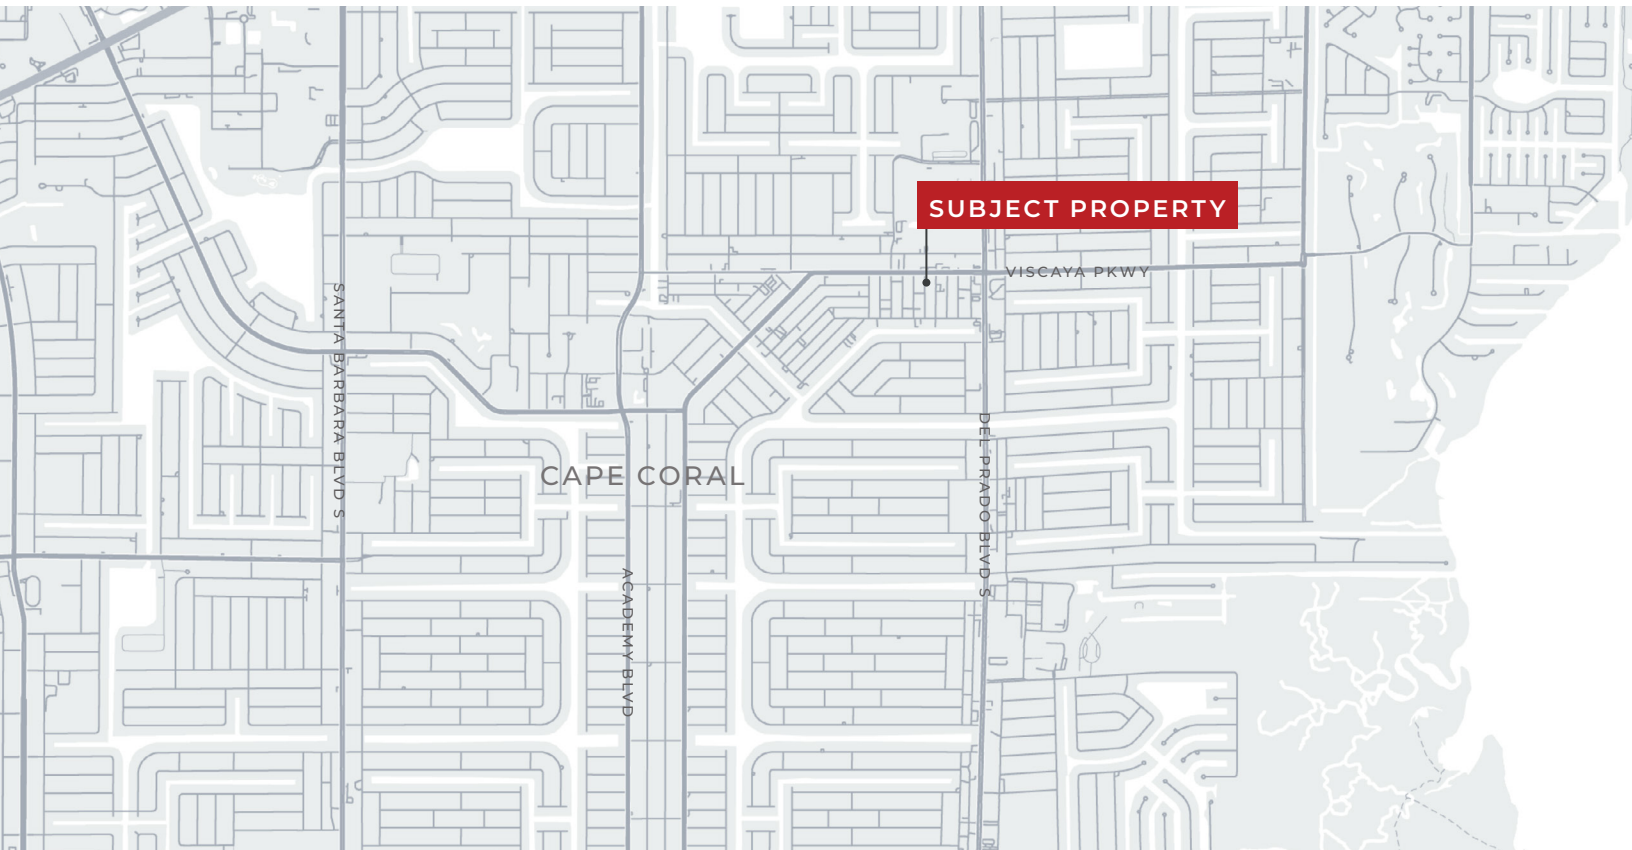 SUBJECT PROPERTY
VISCAYA PKWY
SANTA BARBARA BLVD S
DEL PRADO BLVD S
CAPE CORAL
ACADEMY BLVD